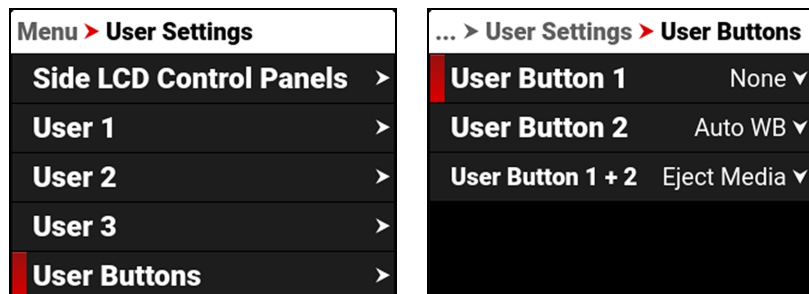 Menu > User Settings
Side LCD Control Panels >
User 1 >
User 2 >
User 3 >
User Buttons >
... > User Settings > User Buttons
User Button 1 None
User Button 2 Auto WB
User Button 1 + 2 Eject Media